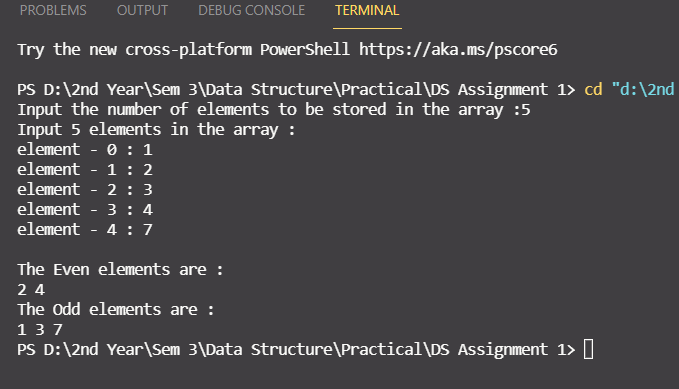 PROBLEMS OUTPUT DEBUG CONSOLE TERMINAL
Try the new cross-platform PowerShell https://aka.ms/pscore6
PS D:\2nd Year\Sem 3\Data Structure\Practical\DS Assignment 1> cd "d:\2nd
Input the number of elements to be stored in the array :5
Input 5 elements in the array :
element - 0 : 1
element - 1 : 2
element - 2 : 3
element - 3 : 4
element - 4 : 7
The Even elements are :
2 4
The Odd elements are :
1 3 7
PS D:\2nd Year\Sem 3\Data Structure\Practical\DS Assignment 1>